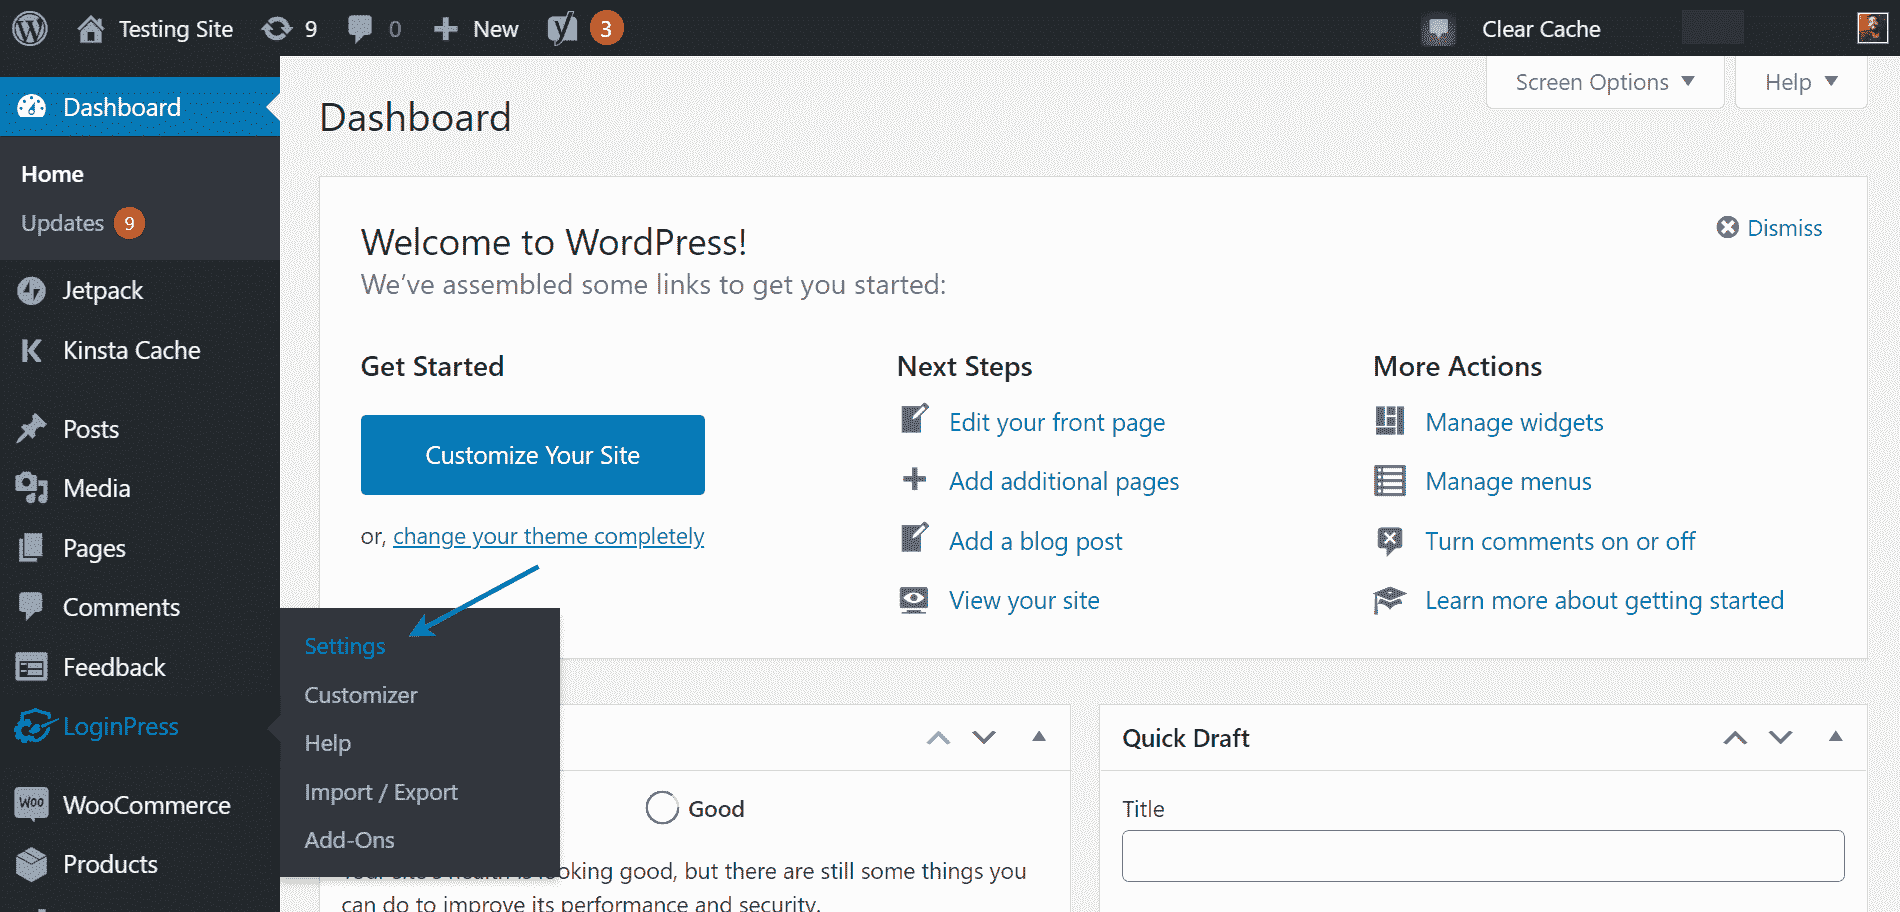 Testing Site 9 0 New 3 Clear Cache
Screen Options Help
Dashboard
Home
Updates 9
Jetpack
Kinsta Cache
Posts
Media
Pages
Comments
Feedback
LoginPress
WooCommerce
Products
Settings
Customizer
Help
Import / Export
Add-Ons
Dashboard
Welcome to WordPress!
Dismiss
We've assembled some links to get you started:
Get Started
Customize Your Site
or, change your theme completely
Next Steps
Edit your front page
Add additional pages
Add a blog post
View your site
More Actions
Manage widgets
Manage menus
Turn comments on or off
Learn more about getting started
Good
Your site's health is looking good, but there are still some things you
can do to improve its performance and security.
Quick Draft
Title